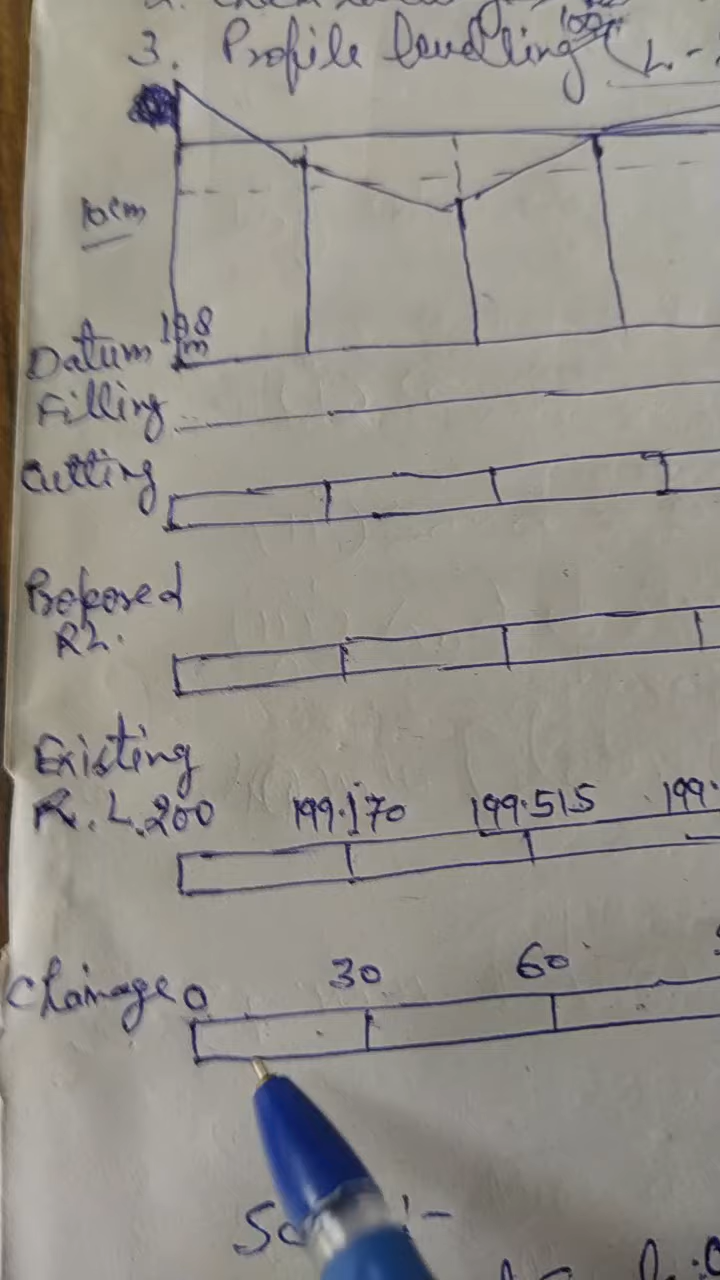 3. Profile levelling (L-
10cm
Datum 198
m
Filling
Cutting
Proposed
R.L.
Existing
R.L. 200 199.170 199.515 199.
Chainage 0 30 60